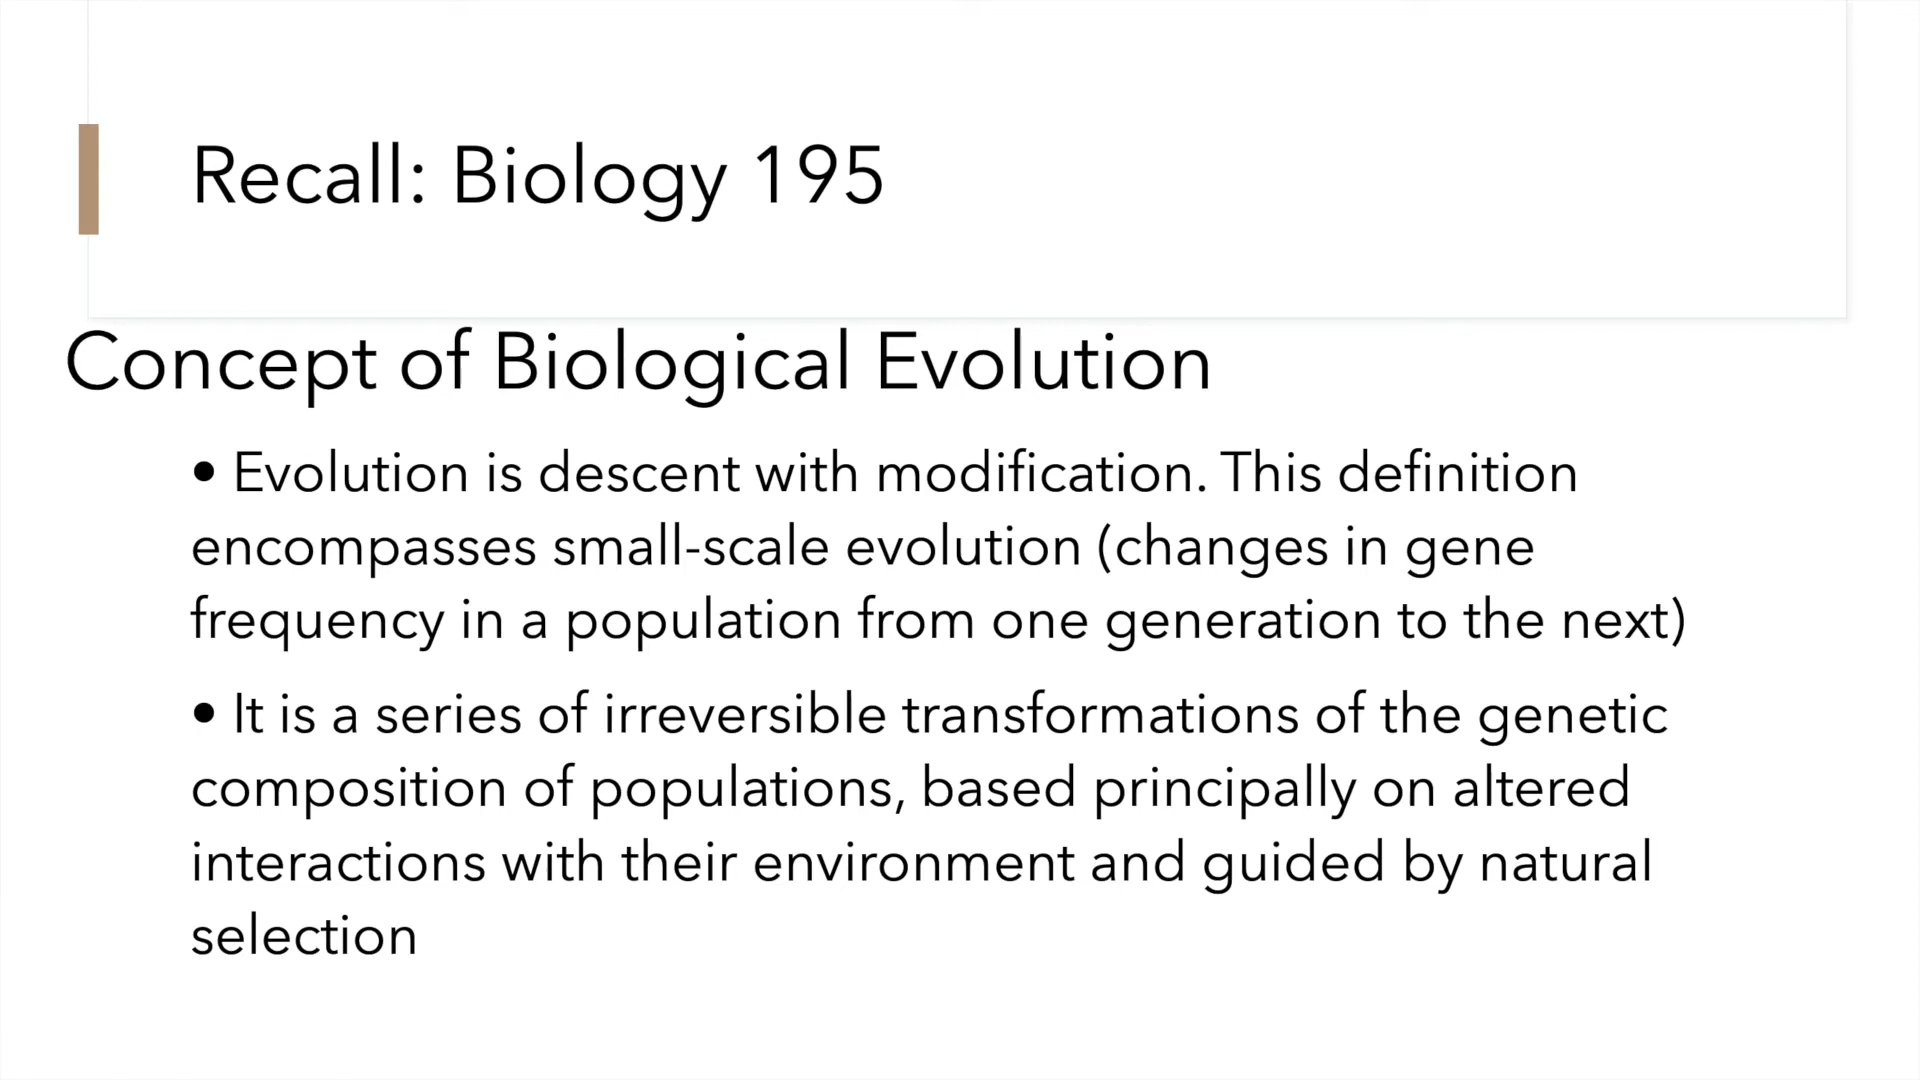 Recall: Biology 195
Concept of Biological Evolution
• Evolution is descent with modification. This definition
encompasses small-scale evolution (changes in gene
frequency in a population from one generation to the next)
• It is a series of irreversible transformations of the genetic
composition of populations, based principally on altered
interactions with their environment and guided by natural
selection